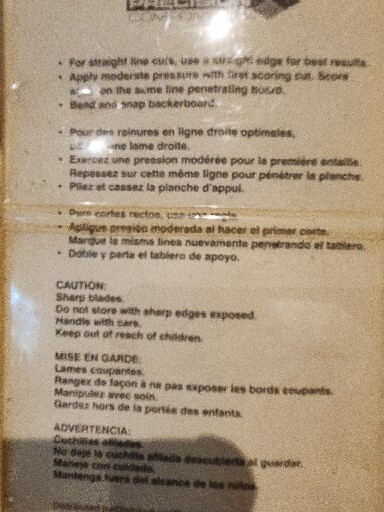 PRECISION
• For straight line cuts, use a straight edge for best results.
• Apply moderate pressure with first scoring cut. Score
again on the same line penetrating board.
• Bend and snap backerboard.
• Pour des rainures en ligne droite optimales,
une lame droite.
• Exercez une pression modérée pour la première entaille.
Repassez sur cette même ligne pour pénétrer la planche.
• Pliez et cassez la planche d'appui.
• Para cortes rectos, use una regla.
• Aplique presión moderada al hacer el primer corte.
Marque la misma linea nuevamente penetrando el tablero.
• Doble y parta el tablero de apoyo.
CAUTION:
Sharp blades.
Do not store with sharp edges exposed.
Handle with care.
Keep out of reach of children.
MISE EN GARDE:
Lames coupantes.
Rangez de façon à ne pas exposer les bords coupants.
Manipulez avec soin.
Gardez hors de la portée des enfants.
ADVERTENCIA:
Cuchillas afiladas.
No deje la cuchilla afilada descubierta al guardar.
Maneje con cuidado.
Mantenga fuera del alcance de los niños.